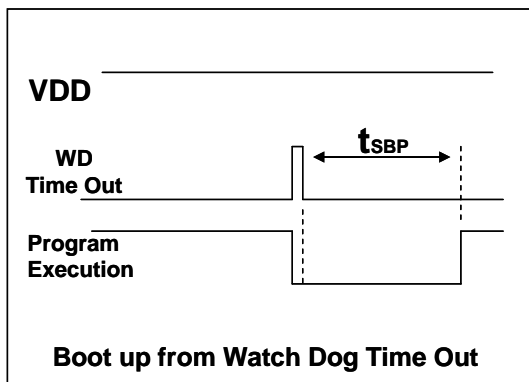 VDD
tSBP
WD
Time Out
Program
Execution
Boot up from Watch Dog Time Out